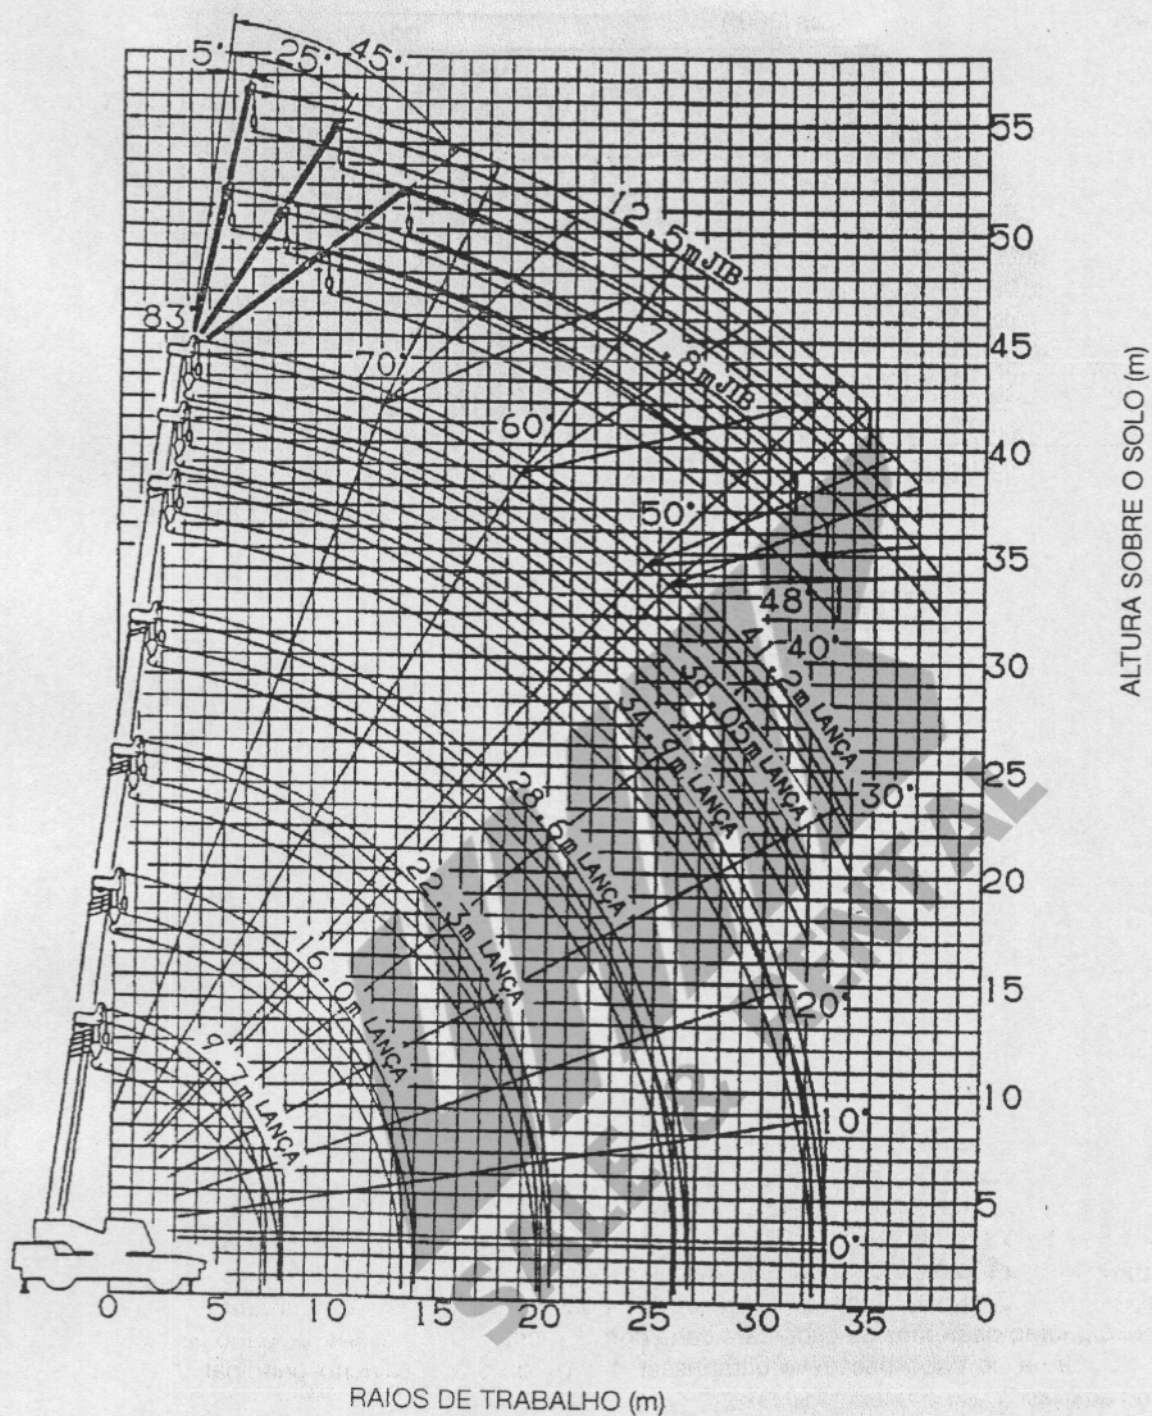 5° 25° 45°
55
12.5m JIB
50
83°
45
7.8m JIB
70°
60°
40
50°
35
48°
41.2m LANÇA
40°
30
38.05m LANÇA
34.9m LANÇA
28.6m LANÇA
25
30°
22.3m LANÇA
20
16.0m LANÇA
20°
15
9.7m LANÇA
10°
10
5
0°
0
0 5 10 15 20 25 30 35
RAIOS DE TRABALHO (m)
ALTURA SOBRE O SOLO (m)
SALE & RENTAL